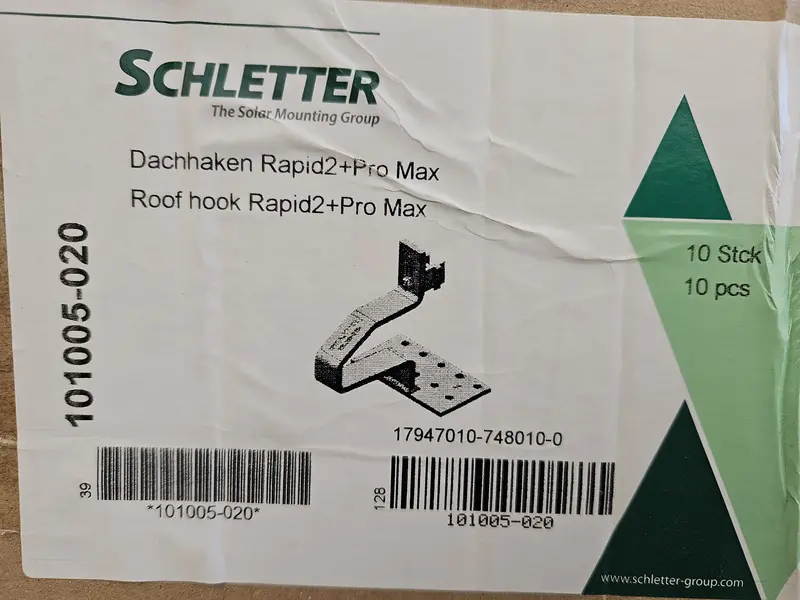 SCHLETTER
The Solar Mounting Group
Dachhaken Rapid2+Pro Max
Roof hook Rapid2+Pro Max
101005-020
10 Stck
10 pcs
17947010-748010-0
39
*101005-020*
128
101005-020
www.schletter-group.com